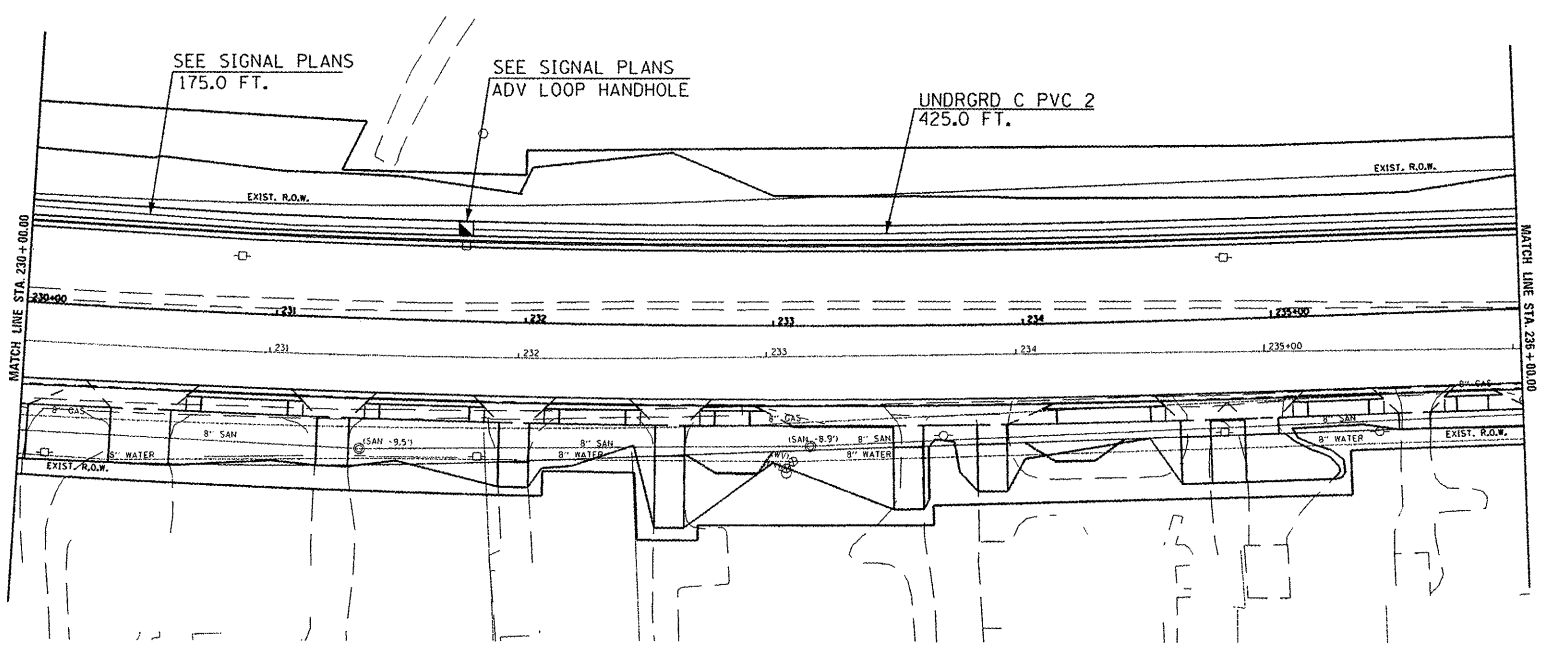 SEE SIGNAL PLANS
175.0 FT.
SEE SIGNAL PLANS
ADV LOOP HANDHOLE
UNDRGRD C PVC 2
425.0 FT.
EXIST. R.O.W.
EXIST. R.O.W.
MATCH LINE STA. 230+00.00
MATCH LINE STA. 236+00.00
230+00
231
232
233
234
235+00
231
232
233
234
235+00
8" GAS
8" GAS
8" GAS
8" SAN
(SAN -9.5')
8" SAN
(SAN -8.9')
8" SAN
8" SAN
8" WATER
8" WATER
8" WATER
8" WATER
EXIST. R.O.W.
EXIST. R.O.W.